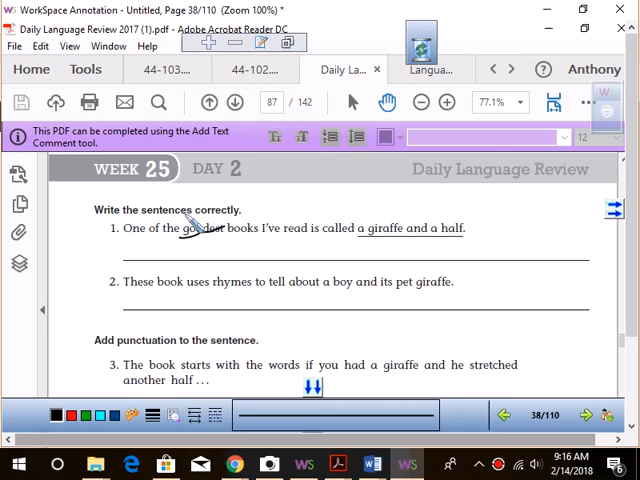 WorkSpace Annotation - Untitled, Page 38/110 (Zoom 100%)
Daily Language Review 2017 (1).pdf - Adobe Acrobat Reader DC
File Edit View Window Help
Home Tools 44-103.... 44-102.... Daily La... × Langua... Anthony
87 / 142 77.1%
This PDF can be completed using the Add Text
Comment tool. 12
WEEK 25 DAY 2 Daily Language Review
Write the sentences correctly.
1. One of the goodest books I've read is called a giraffe and a half.
2. These book uses rhymes to tell about a boy and its pet giraffe.
Add punctuation to the sentence.
3. The book starts with the words if you had a giraffe and he stretched
another half ...
38/110
9:16 AM
2/14/2018
6